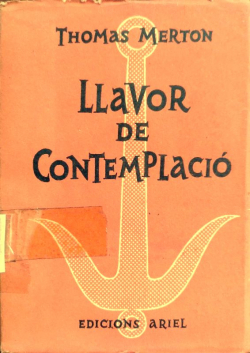 THOMAS MERTON
LLAVOR
DE
CONTEMPLACIÓ
EDICIONS ARIEL